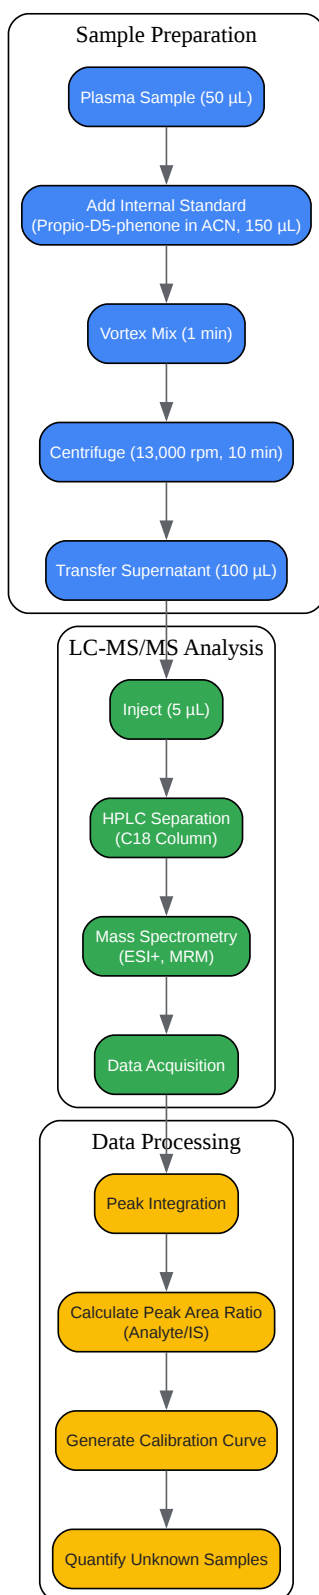 Sample Preparation
Plasma Sample (50 µL)
Add Internal Standard
(Propio-D5-phenone in ACN, 150 µL)
Vortex Mix (1 min)
Centrifuge (13,000 rpm, 10 min)
Transfer Supernatant (100 µL)
LC-MS/MS Analysis
Inject (5 µL)
HPLC Separation
(C18 Column)
Mass Spectrometry
(ESI+, MRM)
Data Acquisition
Data Processing
Peak Integration
Calculate Peak Area Ratio
(Analyte/IS)
Generate Calibration Curve
Quantify Unknown Samples